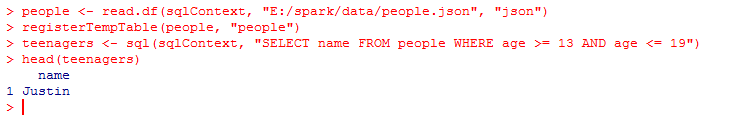 > people <- read.df(sqlContext, "E:/spark/data/people.json", "json")
> registerTempTable(people, "people")
> teenagers <- sql(sqlContext, "SELECT name FROM people WHERE age >= 13 AND age <= 19")
> head(teenagers)
    name
1 Justin
>